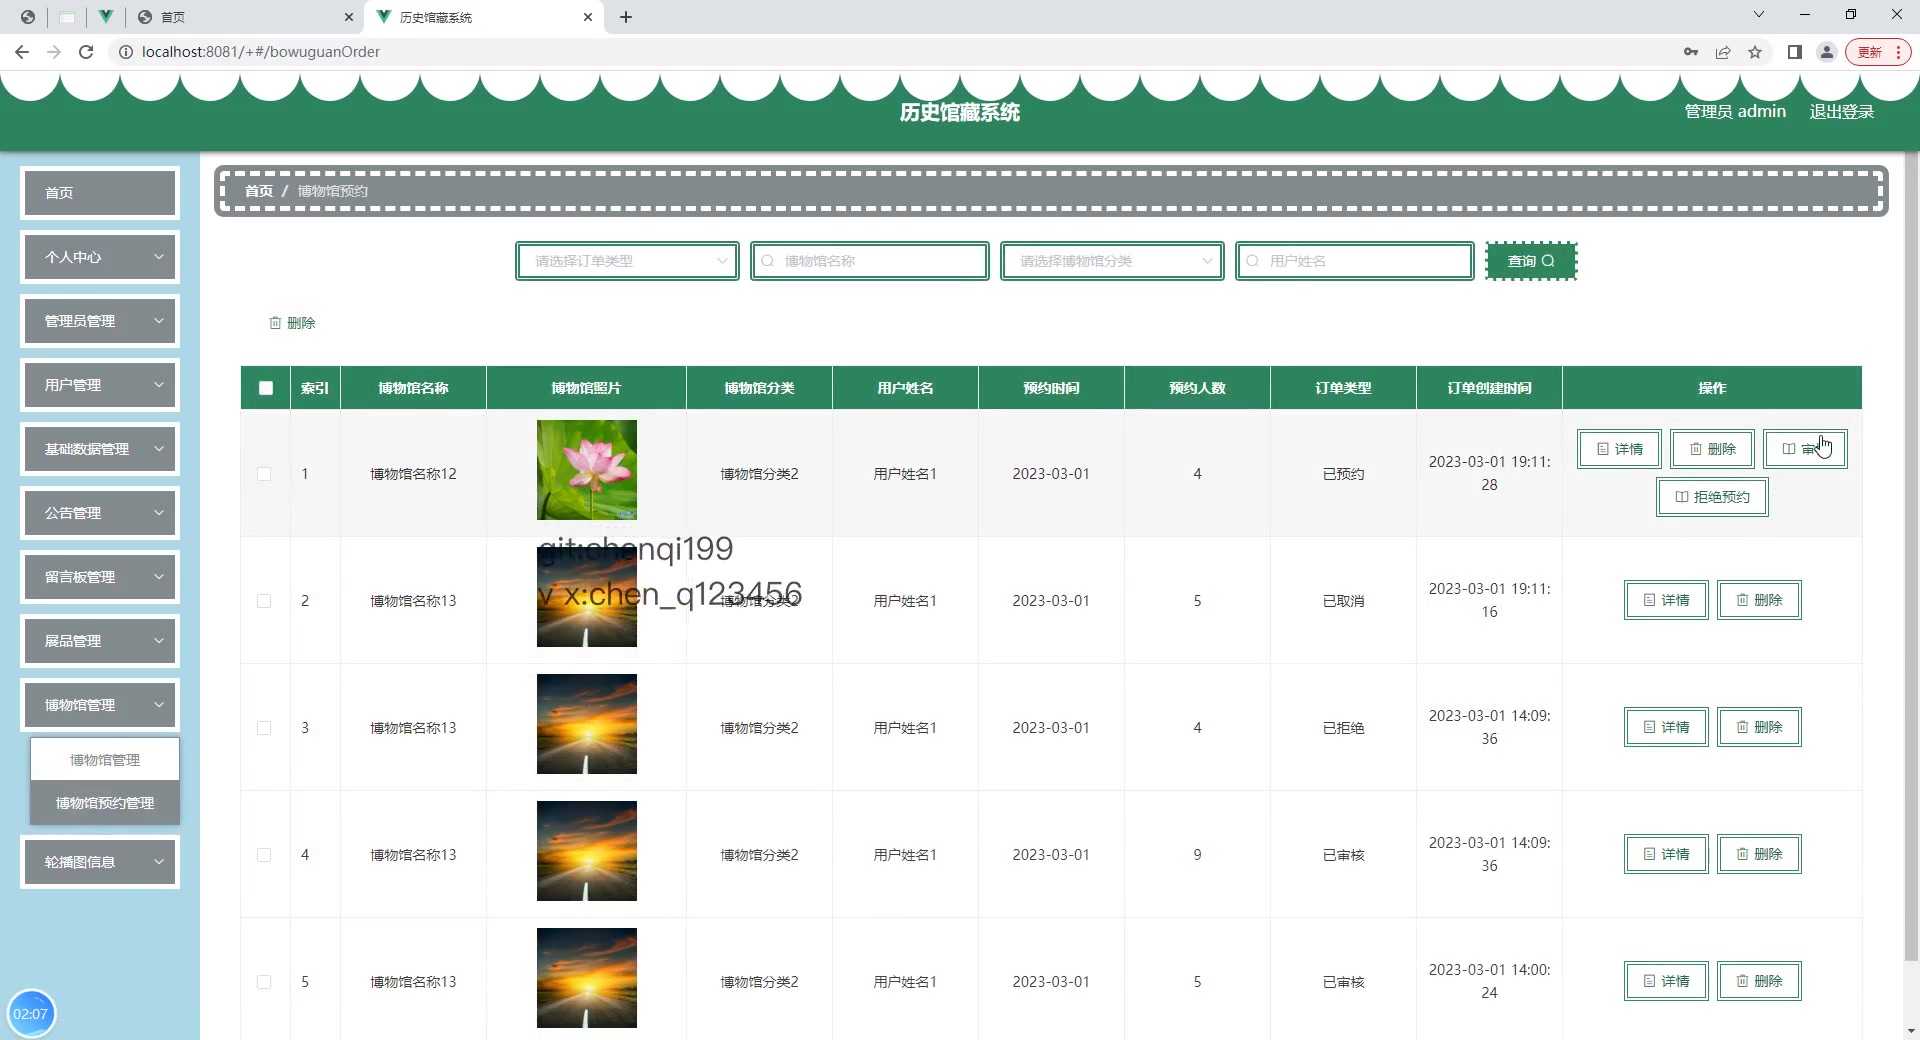 首页
历史馆藏系统
localhost:8081/+#/bowuguanOrder
更新
历史馆藏系统
管理员 admin
退出登录
首页
个人中心
管理员管理
用户管理
基础数据管理
公告管理
留言板管理
展品管理
博物馆管理
博物馆管理
博物馆预约管理
轮播图信息
02:07
首页 / 博物馆预约
请选择订单类型
博物馆名称
请选择博物馆分类
用户姓名
查询
删除
索引 博物馆名称 博物馆照片 博物馆分类 用户姓名 预约时间 预约人数 订单类型 订单创建时间 操作
1 博物馆名称12 博物馆分类2 用户姓名1 2023-03-01 4 已预约 2023-03-01 19:11:
28
详情 删除 审
拒绝预约
git:chenqi199
v x:chen_q123456
2 博物馆名称13 博物馆分类2 用户姓名1 2023-03-01 5 已取消 2023-03-01 19:11:
16
详情 删除
3 博物馆名称13 博物馆分类2 用户姓名1 2023-03-01 4 已拒绝 2023-03-01 14:09:
36
详情 删除
4 博物馆名称13 博物馆分类2 用户姓名1 2023-03-01 9 已审核 2023-03-01 14:09:
36
详情 删除
5 博物馆名称13 博物馆分类2 用户姓名1 2023-03-01 5 已审核 2023-03-01 14:00:
24
详情 删除